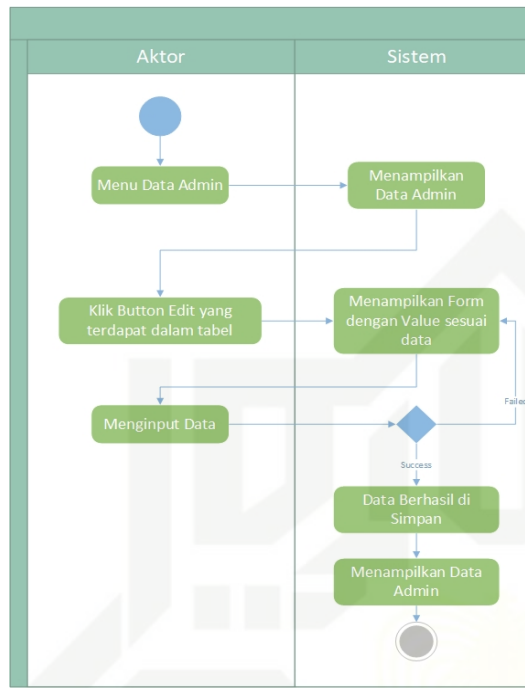 Aktor
Sistem
Menu Data Admin
Menampilkan
Data Admin
Klik Button Edit yang
terdapat dalam tabel
Menampilkan Form
dengan Value sesuai
data
Failed
Menginput Data
Success
Data Berhasil di
Simpan
Menampilkan Data
Admin